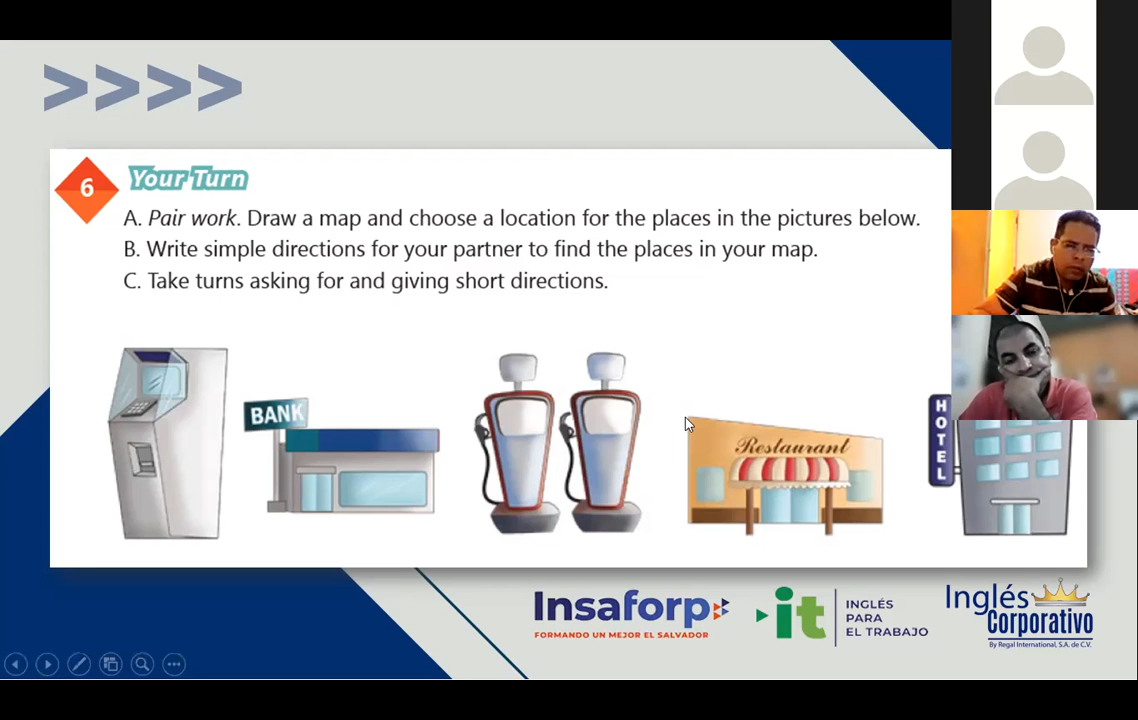 >>>>
6
Your Turn
A. Pair work. Draw a map and choose a location for the places in the pictures below.
B. Write simple directions for your partner to find the places in your map.
C. Take turns asking for and giving short directions.
BANK
Restaurant
HOTEL
Insaforp
FORMANDO UN MEJOR EL SALVADOR
it
INGLÉS
PARA
EL TRABAJO
Inglés
Corporativo
By Regal International, S.A. de C.V.